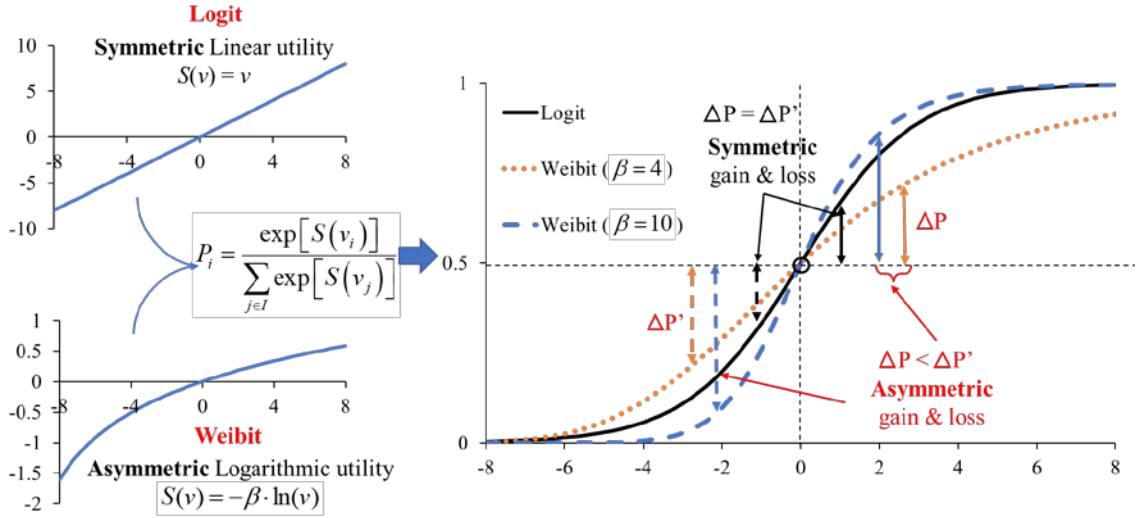 Logit
Symmetric Linear utility
S(v) = v
10
5
0
-5
-10
-8
-4
0
4
8
P_i = exp[S(v_i)] / ∑_{j∈I} exp[S(v_j)]
1
0.5
0
-0.5
-1
-1.5
-2
-8
-4
0
4
8
Weibit
Asymmetric Logarithmic utility
S(v) = -β · ln(v)
1
0.5
0
-8
-6
-4
-2
0
2
4
6
8
Logit
Weibit (β = 4)
Weibit (β = 10)
ΔP = ΔP'
Symmetric
gain & loss
ΔP
ΔP'
ΔP < ΔP'
Asymmetric
gain & loss